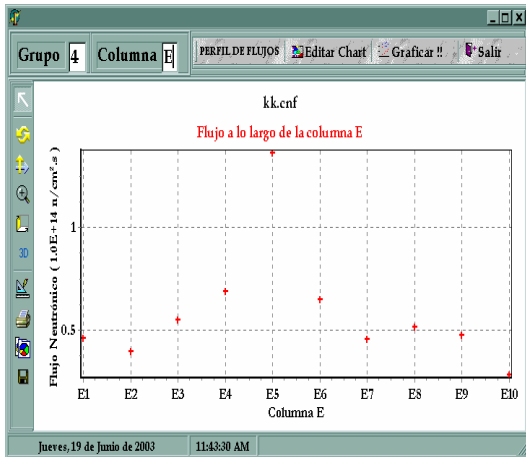 Grupo 4 Columna E PERFIL DE FLUJOS Editar Chart Graficar !! Salir
kk.cnf
Flujo a lo largo de la columna E
Flujo Neutrónico ( 1.0E+14 n/cm².s )
1
0.5
3D
E1 E2 E3 E4 E5 E6 E7 E8 E9 E10
Columna E
Jueves, 19 de Junio de 2003 11:43:30 AM